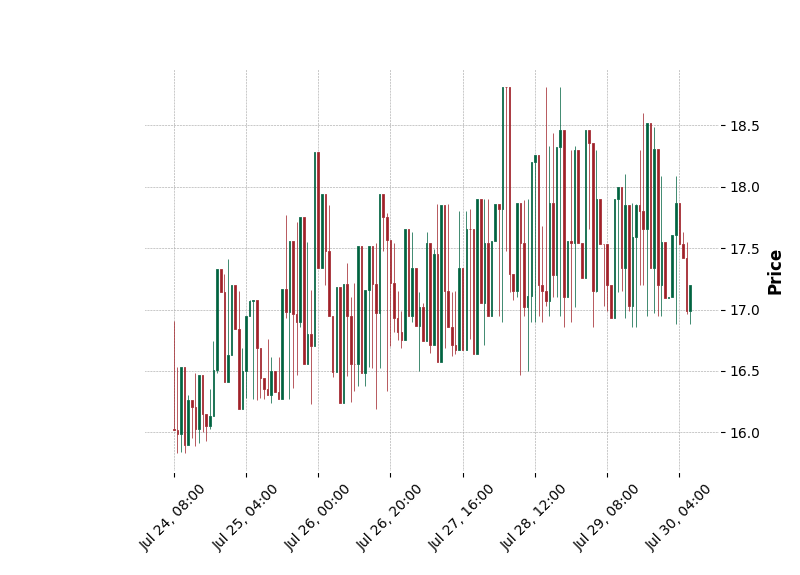 18.5
18.0
17.5
17.0
16.5
16.0
Price
Jul 24, 08:00
Jul 25, 04:00
Jul 26, 00:00
Jul 26, 20:00
Jul 27, 16:00
Jul 28, 12:00
Jul 29, 08:00
Jul 30, 04:00